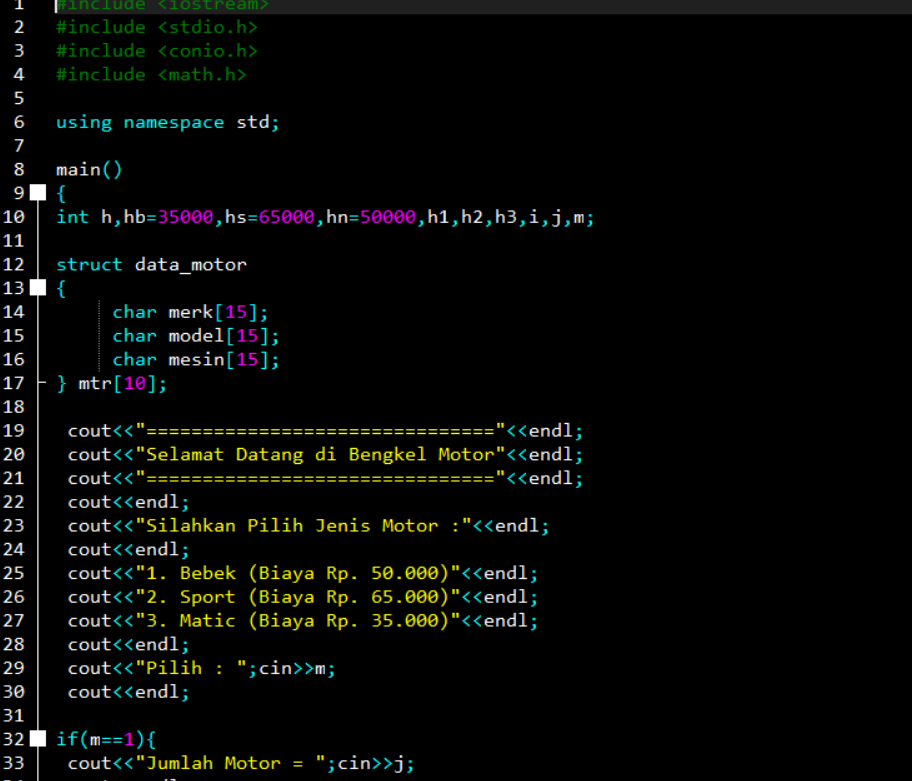 1 #include <iostream>
2 #include <stdio.h>
3 #include <conio.h>
4 #include <math.h>
5
6 using namespace std;
7
8 main()
9 {
10 int h,hb=35000,hs=65000,hn=50000,h1,h2,h3,i,j,m;
11
12 struct data_motor
13 {
14 char merk[15];
15 char model[15];
16 char mesin[15];
17 } mtr[10];
18
19 cout<<"==============================="<<endl;
20 cout<<"Selamat Datang di Bengkel Motor"<<endl;
21 cout<<"==============================="<<endl;
22 cout<<endl;
23 cout<<"Silahkan Pilih Jenis Motor :"<<endl;
24 cout<<endl;
25 cout<<"1. Bebek (Biaya Rp. 50.000)"<<endl;
26 cout<<"2. Sport (Biaya Rp. 65.000)"<<endl;
27 cout<<"3. Matic (Biaya Rp. 35.000)"<<endl;
28 cout<<endl;
29 cout<<"Pilih : ";cin>>m;
30 cout<<endl;
31
32 if(m==1){
33 cout<<"Jumlah Motor = ";cin>>j;